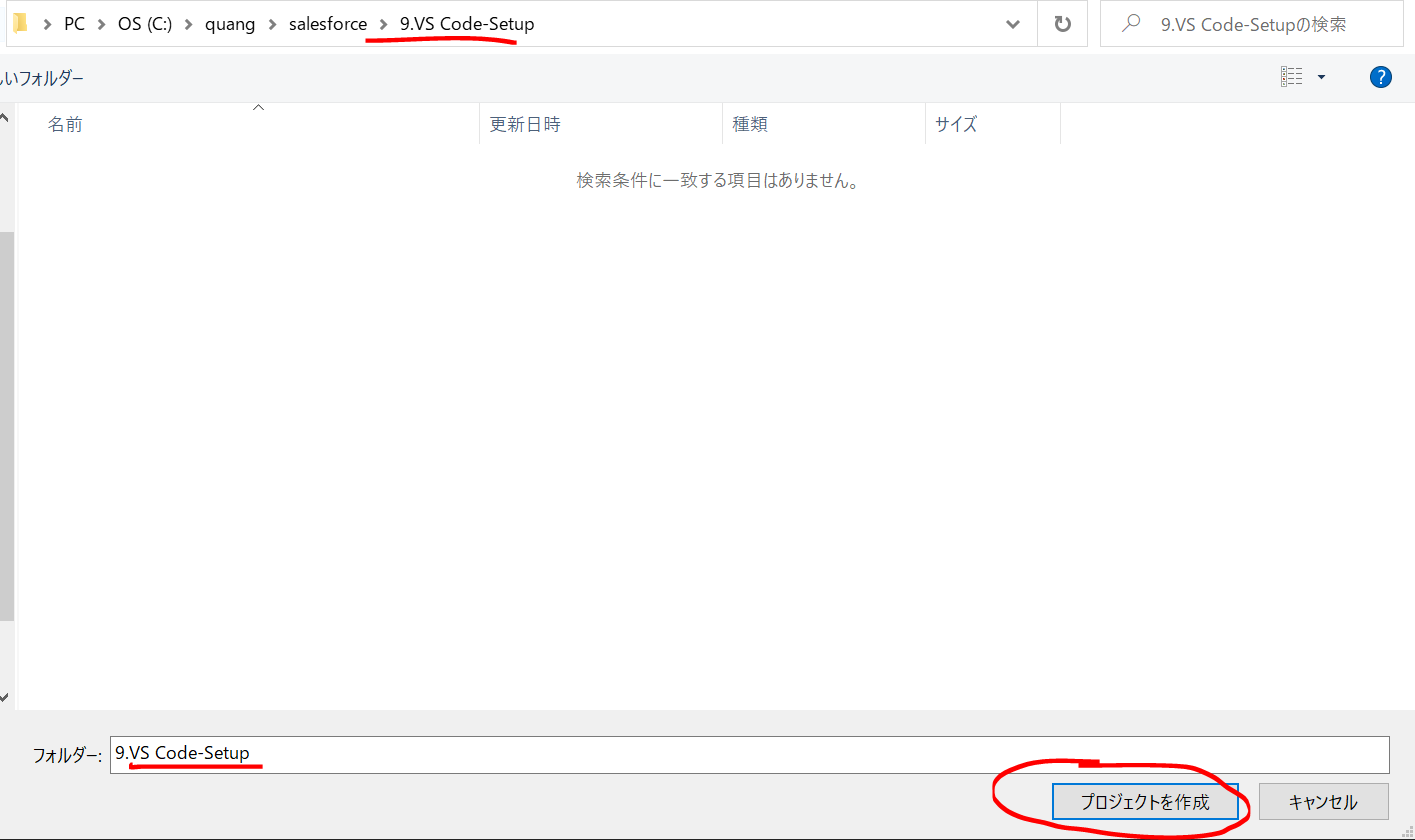 PC > OS (C:) > quang > salesforce > 9.VS Code-Setup
9.VS Code-Setupの検索
いフォルダー
名前 更新日時 種類 サイズ
検索条件に一致する項目はありません。
フォルダー: 9.VS Code-Setup
プロジェクトを作成 キャンセル